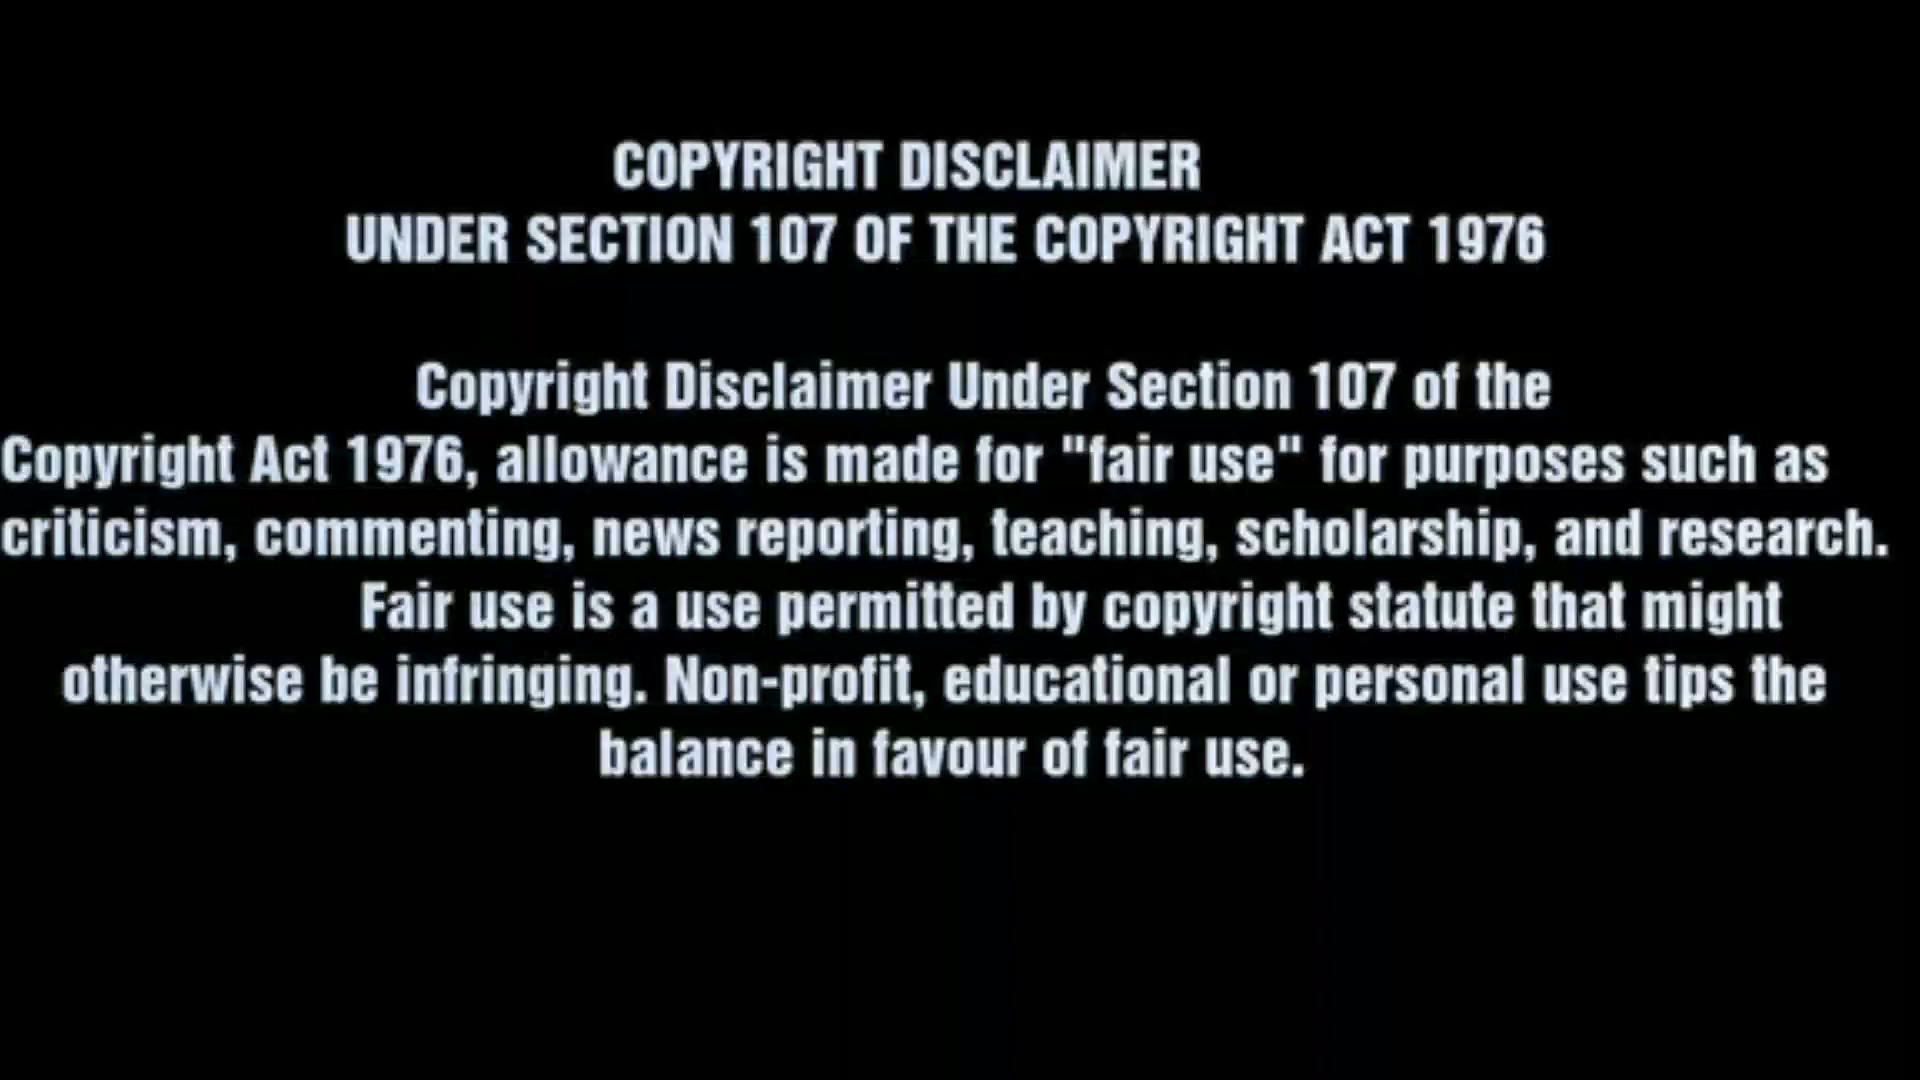 COPYRIGHT DISCLAIMER
UNDER SECTION 107 OF THE COPYRIGHT ACT 1976
Copyright Disclaimer Under Section 107 of the
Copyright Act 1976, allowance is made for "fair use" for purposes such as
criticism, commenting, news reporting, teaching, scholarship, and research.
Fair use is a use permitted by copyright statute that might
otherwise be infringing. Non-profit, educational or personal use tips the
balance in favour of fair use.